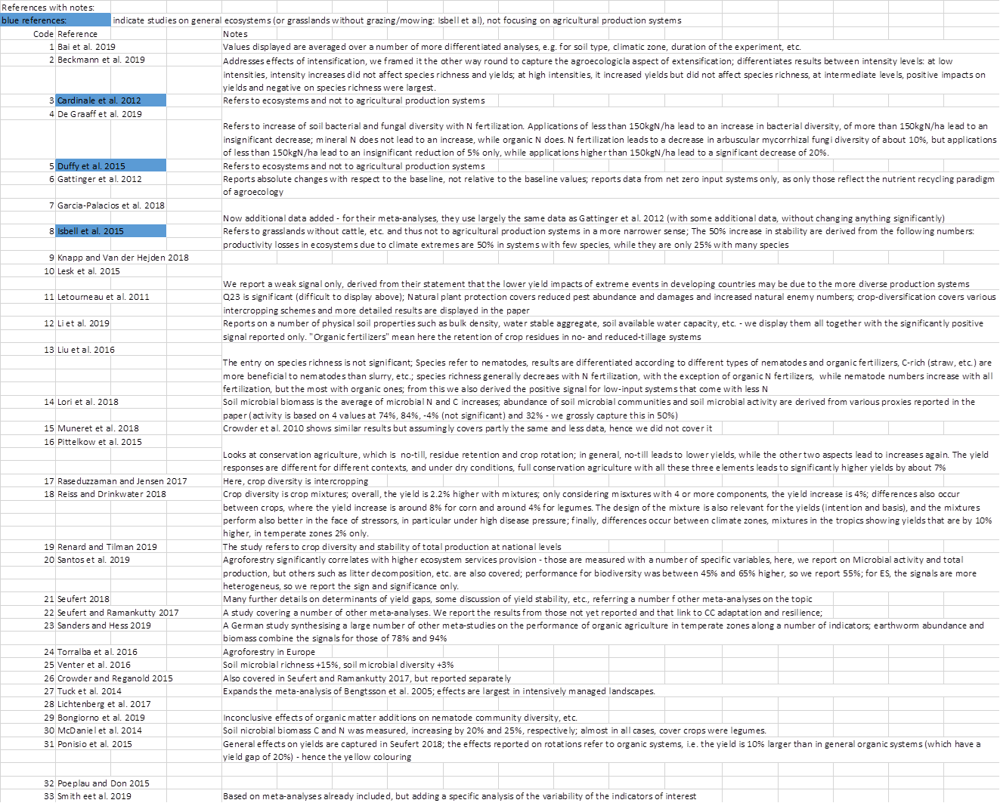 References with notes:
blue references: indicate studies on general ecosystems (or grasslands without grazing/mowing: Isbell et al), not focusing on agricultural production systems
Code Reference Notes
1 Bai et al. 2019 Values displayed are averaged over a number of more differentiated analyses, e.g. for soil type, climatic zone, duration of the experiment, etc.
2 Beckmann et al. 2019 Addresses effects of intensification, we framed it the other way round to capture the agroecologicla aspect of extensification; differentiates results between intensity levels: at low
intensities, intensity increases did not affect species richness and yields; at high intensities, it increased yields but did not affect species richness, at intermediate levels, positive impacts on
yields and negative on species richness were largest.
3 Cardinale et al. 2012 Refers to ecosystems and not to agricultural production systems
4 De Graaff et al. 2019
Refers to increase of soil bacterial and fungal diversity with N fertilization. Applications of less than 150kgN/ha lead to an increase in bacterial diversity, of more than 150kgN/ha lead to an
insignificant decrease; mineral N does not lead to an increase, while organic N does. N fertilization leads to a decrease in arbuscular mycorrhizal fungi diversity of about 10%, but applications
of less than 150kgN/ha lead to an insignificant reduction of 5% only, while applications higher than 150kgN/ha lead to a significant decrease of 20%.
5 Duffy et al. 2015 Refers to ecosystems and not to agricultural production systems
6 Gattinger et al. 2012 Reports absolute changes with respect to the baseline, not relative to the baseline values; reports data from net zero input systems only, as only those reflect the nutrient recycling paradigm
of agroecology
7 Garcia-Palacios et al. 2018
Now additional data added - for their meta-analyses, they use largely the same data as Gattinger et al. 2012 (with some additional data, without changing anything significantly)
8 Isbell et al. 2015 Refers to grasslands without cattle, etc. and thus not to agricultural production systems in a more narrower sense; The 50% increase in stability are derived from the following numbers:
productivity losses in ecosystems due to climate extremes are 50% in systems with few species, while they are only 25% with many species
9 Knapp and Van der Hejden 2018
10 Lesk et al. 2015
We report a weak signal only, derived from their statement that the lower yield impacts of extreme events in developing countries may be due to the more diverse production systems
11 Letourneau et al. 2011 Q23 is significant (difficult to display above); Natural plant protection covers reduced pest abundance and damages and increased natural enemy numbers; crop-diversification covers various
intercropping schemes and more detailed results are displayed in the paper
12 Li et al. 2019 Reports on a number of physical soil properties such as bulk density, water stable aggregate, soil available water capacity, etc. - we display them all together with the significantly positive
signal reported only. "Organic fertilizers" mean here the retention of crop residues in no- and reduced-tillage systems
13 Liu et al. 2016
The entry on species richness is not significant; Species refer to nematodes, results are differentiated according to different types of nematodes and organic fertilizers, C-rich (straw, etc.) are
more beneficial to nematodes than slurry, etc.; species richness generally decreaes with N fertilization, with the exception of organic N fertilizers, while nematode numbers increase with all
fertilization, but the most with organic ones; from this we also derived the positive signal for low-input systems that come with less N
14 Lori et al. 2018 Soil microbial biomass is the average of microbial N and C increases; abundance of soil microbial communities and soil microbial activity are derived from various proxies reported in the
paper (activity is based on 4 values at 74%, 84%, -4% (not significant) and 32% - we grossly capture this in 50%)
15 Muneret et al. 2018 Crowder et al. 2010 shows similar results but assumingly covers partly the same and less data, hence we did not cover it
16 Pittelkow et al. 2015
Looks at conservation agriculture, which is no-till, residue retention and crop rotation; in general, no-till leads to lower yields, while the other two aspects lead to increases again. The yield
responses are different for different contexts, and under dry conditions, full conservation agriculture with all these three elements leads to significantly higher yields by about 7%
17 Raseduzzaman and Jensen 2017 Here, crop diversity is intercropping
18 Reiss and Drinkwater 2018 Crop diversity is crop mixtures; overall, the yield is 2.2% higher with mixtures; only considering misxtures with 4 or more components, the yield increase is 4%; differences also occur
between crops, where the yield increase is around 8% for corn and around 4% for legumes. The design of the mixture is also relevant for the yields (intention and basis), and the mixtures
perform also better in the face of stressors, in particular under high disease pressure; finally, differences occur between climate zones, mixtures in the tropics showing yields that are by 10%
higher, in temperate zones 2% only.
19 Renard and Tilman 2019 The study refers to crop diversity and stability of total production at national levels
20 Santos et al. 2019 Agroforestry significantly correlates with higher ecosystem services provision - those are measured with a number of specific variables, here, we report on Microbial activity and total
production, but others such as litter decomposition, etc. are also covered; performance for biodiversity was between 45% and 65% higher, so we report 55%; for ES, the signals are more
heterogeneus, so we report the sign and significance only.
21 Seufert 2018 Many further details on determinants of yield gaps, some discussion of yield stability, etc., referring a number f other meta-analyses on the topic
22 Seufert and Ramankutty 2017 A study covering a number of other meta-analyses. We report the results from those not yet reported and that link to CC adaptation and resilience;
23 Sanders and Hess 2019 A German study synthesising a large number of other meta-studies on the performance of organic agriculture in temperate zones along a number of indicators; earthworm abundance and
biomass combine the signals for those of 78% and 94%
24 Torralba et al. 2016 Agroforestry in Europe
25 Venter et al. 2016 Soil microbial richness +15%, soil microbial diversity +3%
26 Crowder and Reganold 2015 Also covered in Seufert and Ramankutty 2017, but reported separately
27 Tuck et al. 2014 Expands the meta-analysis of Bengtsson et al. 2005; effects are largest in intensively managed landscapes.
28 Lichtenberg et al. 2017
29 Bongiorno et al. 2019 Inconclusive effects of organic matter additions on nematode community diversity, etc.
30 McDaniel et al. 2014 Soil nicrobial biomass C and N was measured, increasing by 20% and 25%, respectively; almost in all cases, cover crops were legumes.
31 Ponisio et al. 2015 General effects on yields are captured in Seufert 2018; the effects reported on rotations refer to organic systems, i.e. the yield is 10% larger than in general organic systems (which have a
yield gap of 20%) - hence the yellow colouring
32 Poeplau and Don 2015
33 Smith eet al. 2019 Based on meta-analyses already included, but adding a specific analysis of the variability of the indicators of interest